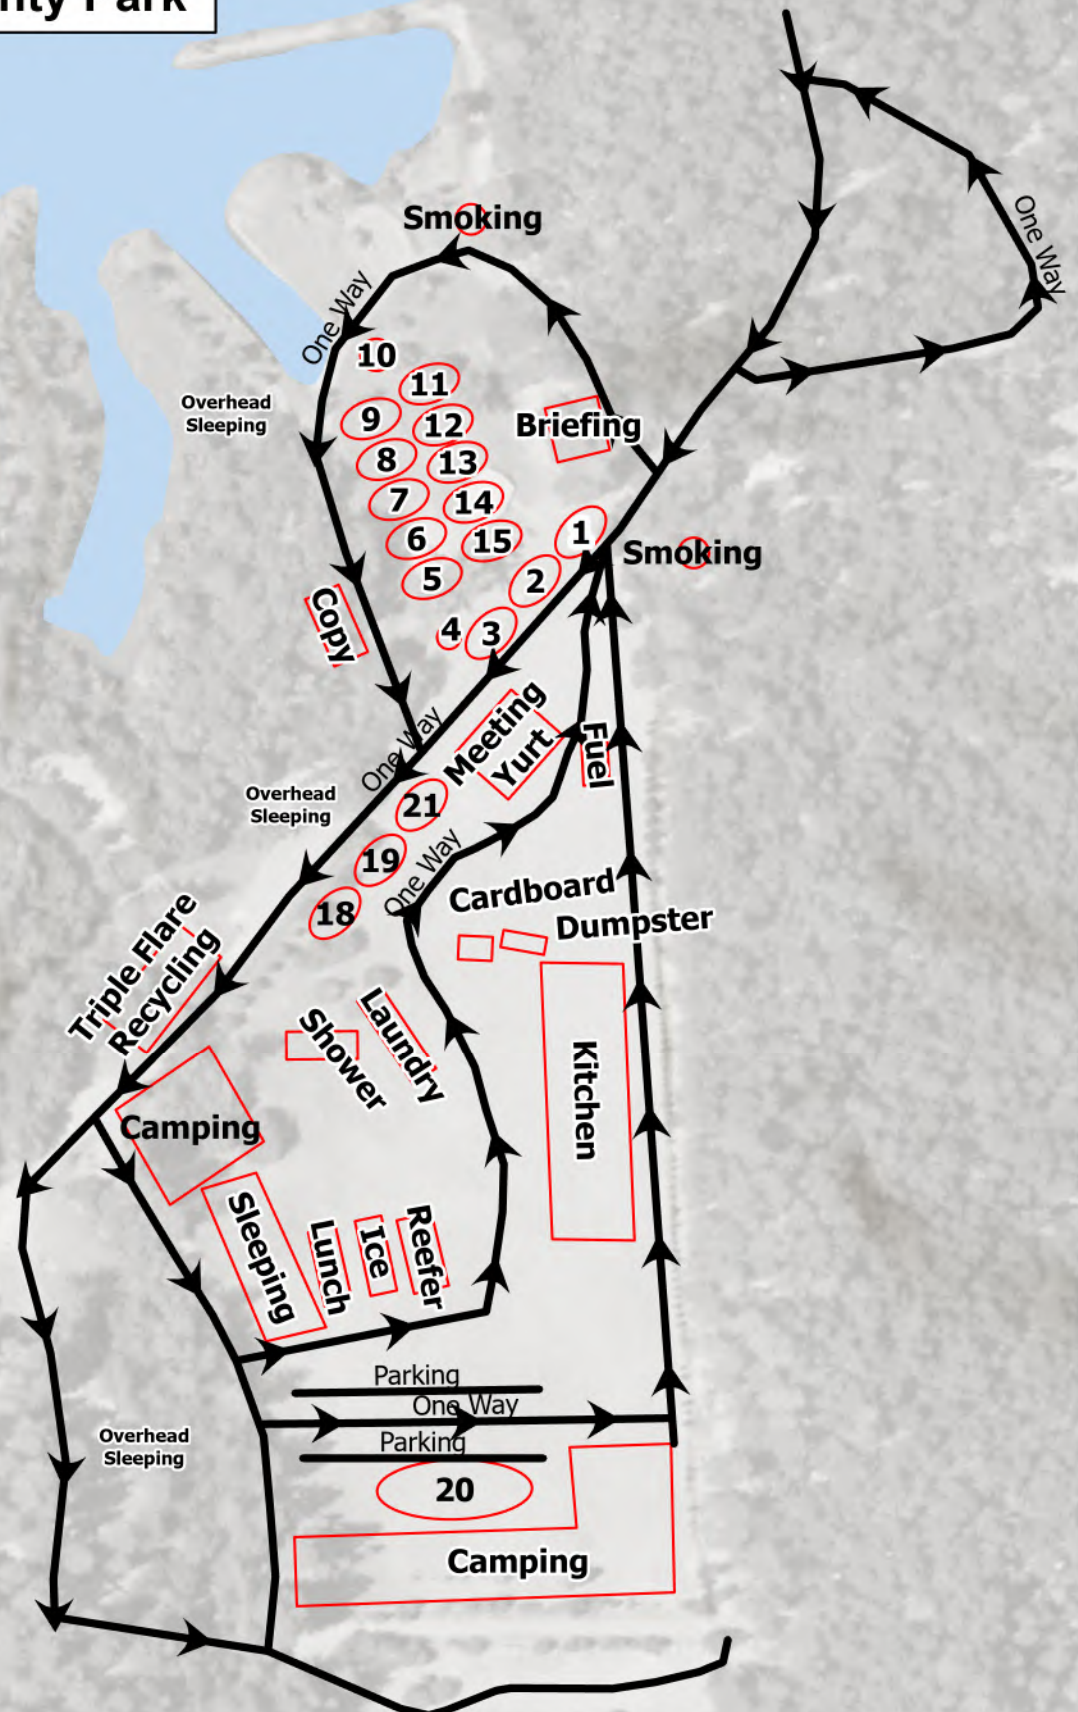 Park
Smoking
One Way
One Way
10
11
Overhead
Sleeping
9
12
Briefing
8
13
7
14
6
15
1
Smoking
5
2
Copy
4
3
Meeting
Yurt
One Way
Fuel
Overhead
Sleeping
21
19
One Way
18
Cardboard
Dumpster
Triple Flare
Recycling
Shower
Laundry
Kitchen
Camping
Sleeping
Lunch
Ice
Reefer
Parking
One Way
Parking
Overhead
Sleeping
20
Camping